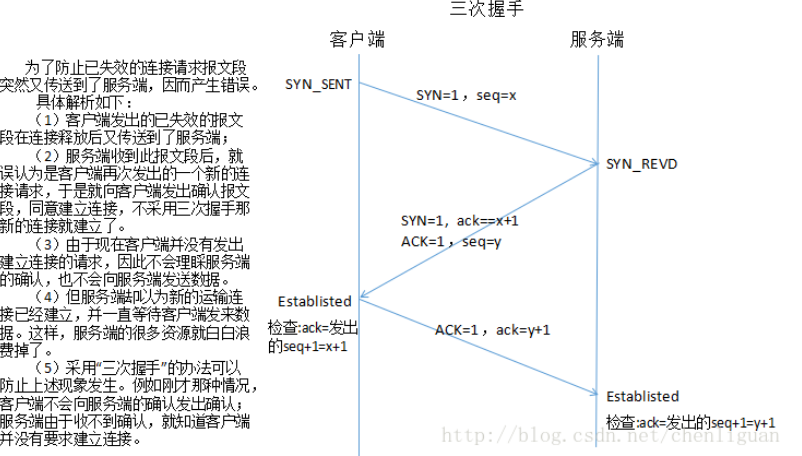 三次握手
客户端
服务端
为了防止已失效的连接请求报文段
突然又传送到了服务端，因而产生错误。
具体解析如下：
（1）客户端发出的已失效的报文
段在连接释放后又传送到了服务端；
（2）服务端收到此报文段后，就
误认为是客户端再次发出的一个新的连
接请求，于是就向客户端发出确认报文
段，同意建立连接，不采用三次握手那
新的连接就建立了。
（3）由于现在客户端并没有发出
建立连接的请求，因此不会理睬服务端
的确认，也不会向服务端发送数据。
（4）但服务端却以为新的运输连
接已经建立，并一直等待客户端发来数
据。这样，服务端的很多资源就白白浪
费掉了。
（5）采用“三次握手”的办法可以
防止上述现象发生。例如刚才那种情况，
客户端不会向服务端的确认发出确认；
服务端由于收不到确认，就知道客户端
并没有要求建立连接。
SYN_SENT
SYN=1，seq=x
SYN_REVD
SYN=1, ack==x+1
ACK=1，seq=y
Establisted
检查:ack=发出
的seq+1=x+1
ACK=1，ack=y+1
Establisted
检查:ack=发出的seq+1=y+1
http://blog.csdn.net/chenliguan